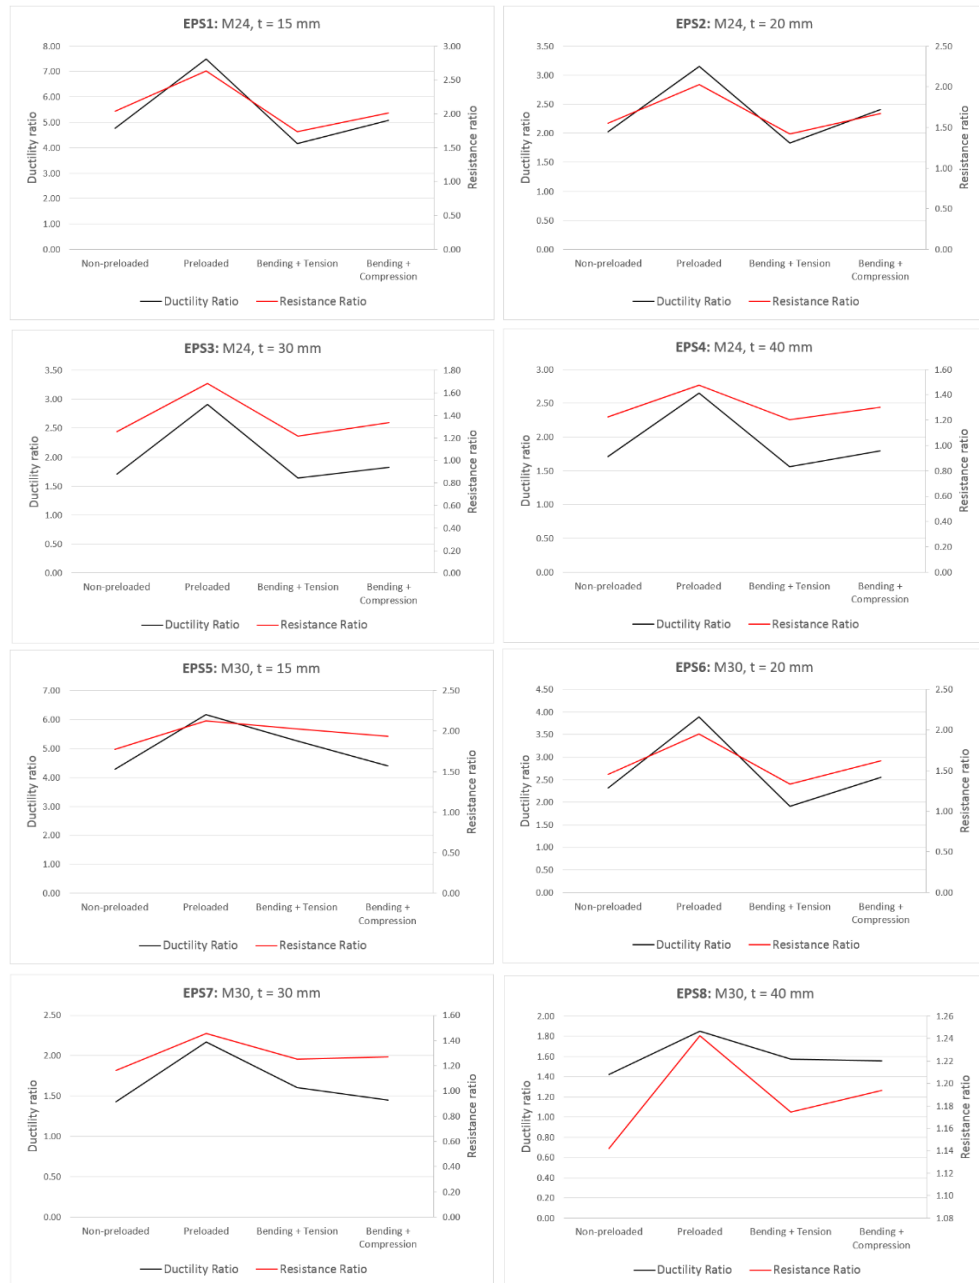 EPS1: M24, t = 15 mm
8.00
7.00
6.00
5.00
4.00
3.00
2.00
1.00
0.00
Ductility ratio
3.00
2.50
2.00
1.50
1.00
0.50
0.00
Resistance ratio
Non-preloaded Preloaded Bending + Tension Bending +
Compression
Ductility Ratio Resistance Ratio
EPS2: M24, t = 20 mm
3.50
3.00
2.50
2.00
1.50
1.00
0.50
0.00
Ductility ratio
2.50
2.00
1.50
1.00
0.50
0.00
Resistance ratio
Non-preloaded Preloaded Bending + Tension Bending +
Compression
Ductility Ratio Resistance Ratio
EPS3: M24, t = 30 mm
3.50
3.00
2.50
2.00
1.50
1.00
0.50
0.00
Ductility ratio
1.80
1.60
1.40
1.20
1.00
0.80
0.60
0.40
0.20
0.00
Resistance ratio
Non-preloaded Preloaded Bending + Tension Bending +
Compression
Ductility Ratio Resistance Ratio
EPS4: M24, t = 40 mm
3.00
2.50
2.00
1.50
1.00
0.50
0.00
Ductility ratio
1.60
1.40
1.20
1.00
0.80
0.60
0.40
0.20
0.00
Resistance ratio
Non-preloaded Preloaded Bending + Tension Bending +
Compression
Ductility Ratio Resistance Ratio
EPS5: M30, t = 15 mm
7.00
6.00
5.00
4.00
3.00
2.00
1.00
0.00
Ductility ratio
2.50
2.00
1.50
1.00
0.50
0.00
Resistance ratio
Non-preloaded Preloaded Bending + Tension Bending +
Compression
Ductility Ratio Resistance Ratio
EPS6: M30, t = 20 mm
4.50
4.00
3.50
3.00
2.50
2.00
1.50
1.00
0.50
0.00
Ductility ratio
2.50
2.00
1.50
1.00
0.50
0.00
Resistance ratio
Non-preloaded Preloaded Bending + Tension Bending +
Compression
Ductility Ratio Resistance Ratio
EPS7: M30, t = 30 mm
2.50
2.00
1.50
1.00
0.50
0.00
Ductility ratio
1.60
1.40
1.20
1.00
0.80
0.60
0.40
0.20
0.00
Resistance ratio
Non-preloaded Preloaded Bending + Tension Bending +
Compression
Ductility Ratio Resistance Ratio
EPS8: M30, t = 40 mm
2.00
1.80
1.60
1.40
1.20
1.00
0.80
0.60
0.40
0.20
0.00
Ductility ratio
1.26
1.24
1.22
1.20
1.18
1.16
1.14
1.12
1.10
1.08
Resistance ratio
Non-preloaded Preloaded Bending + Tension Bending +
Compression
Ductility Ratio Resistance Ratio